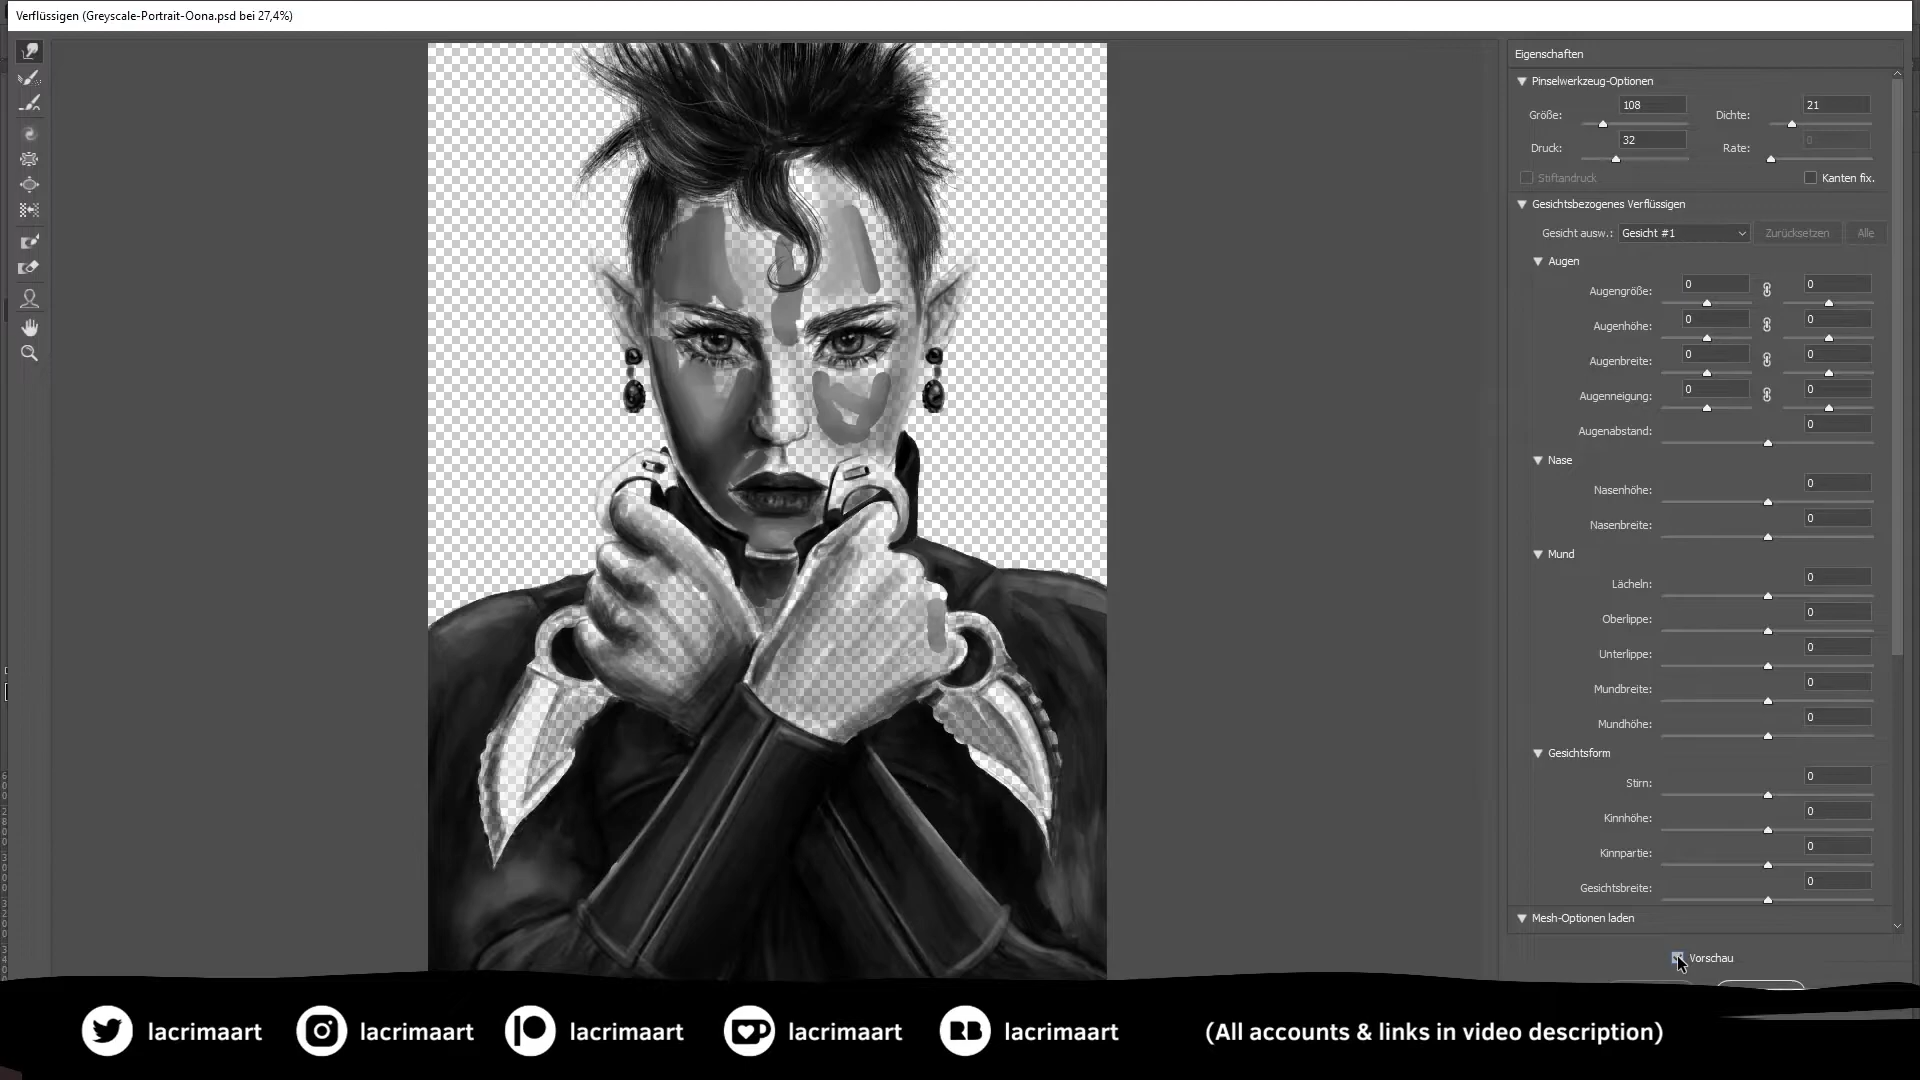 Verflüssigen (Greyscale-Portrait-Oona.psd bei 27,4%)
Eigenschaften
Pinselwerkzeug-Optionen
Größe: 108 Dichte: 21
Druck: 32 Rate: 0
Stiftandruck Kanten fix.
Gesichtsbezogenes Verflüssigen
Gesicht ausw.: Gesicht #1 Zurücksetzen Alle
Augen
Augengröße: 0 0
Augenhöhe: 0 0
Augenbreite: 0 0
Augenneigung: 0 0
Augenabstand: 0
Nase
Nasenhöhe: 0
Nasenbreite: 0
Mund
Lächeln: 0
Oberlippe: 0
Unterlippe: 0
Mundbreite: 0
Mundhöhe: 0
Gesichtsform
Stirn: 0
Kinnhöhe: 0
Kinnpartie: 0
Gesichtsbreite: 0
Mesh-Optionen laden
Vorschau
lacrimaart lacrimaart lacrimaart lacrimaart RB lacrimaart (All accounts & links in video description)